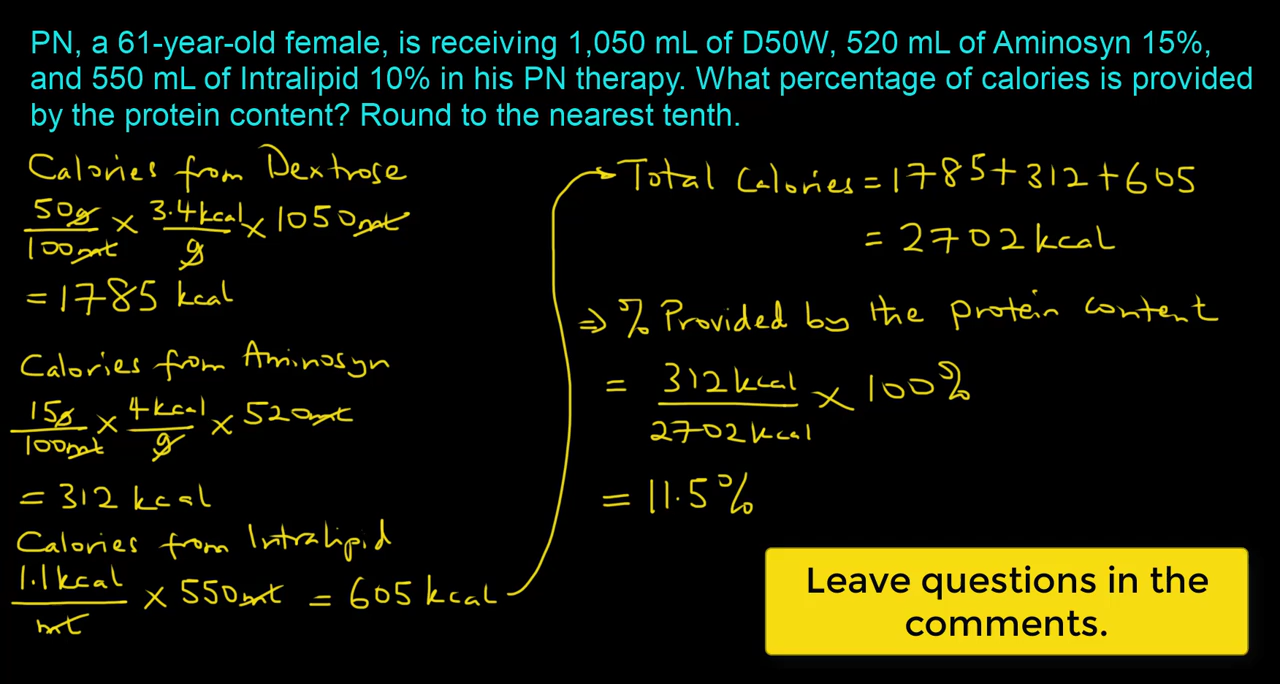 PN, a 61-year-old female, is receiving 1,050 mL of D50W, 520 mL of Aminosyn 15%,
and 550 mL of Intralipid 10% in his PN therapy. What percentage of calories is provided
by the protein content? Round to the nearest tenth.
Calories from Dextrose
50g/100mL × 3.4kcal/g × 1050mL
= 1785 kcal
Calories from Aminosyn
15g/100mL × 4kcal/g × 520mL
= 312 kcal
Calories from Intralipid
1.1kcal/mL × 550mL = 605 kcal
Total Calories = 1785 + 312 + 605
= 2702 kcal
⇒ % Provided by the protein content
= 312 kcal/2702 kcal × 100%
= 11.5%
Leave questions in the
comments.